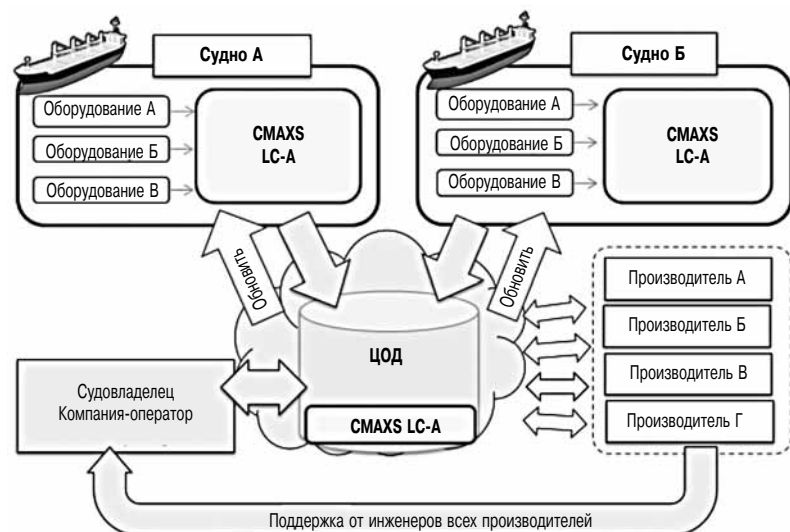 Судно А
Оборудование А
Оборудование Б
Оборудование В
CMAXS
LC-A
Судно Б
Оборудование А
Оборудование Б
Оборудование В
CMAXS
LC-A
Обновить
Обновить
ЦОД
CMAXS LC-A
Судовладелец
Компания-оператор
Производитель А
Производитель Б
Производитель В
Производитель Г
Поддержка от инженеров всех производителей